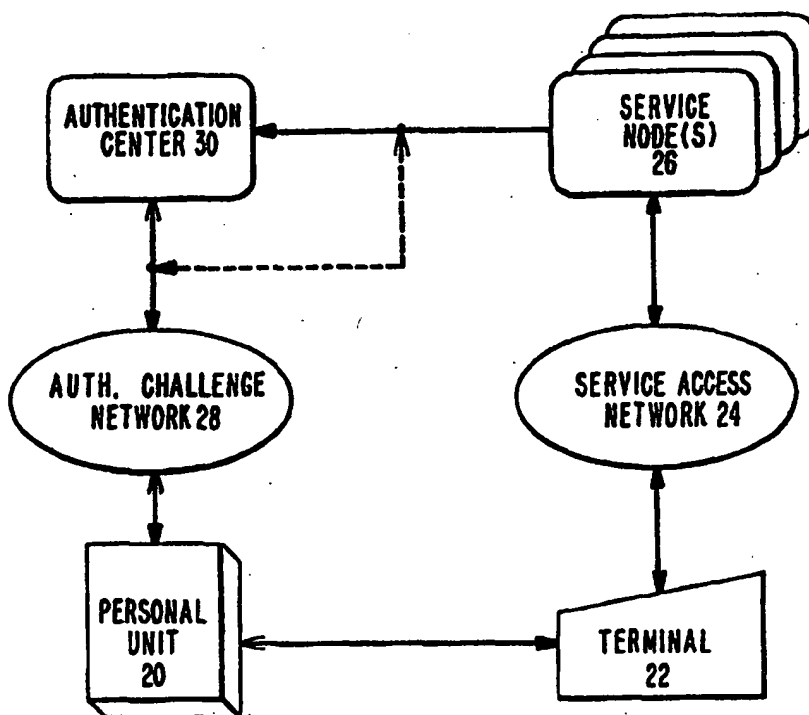 AUTHENTICATION
CENTER 30
SERVICE
NODE(S)
26
AUTH. CHALLENGE
NETWORK 28
SERVICE ACCESS
NETWORK 24
PERSONAL
UNIT
20
TERMINAL
22